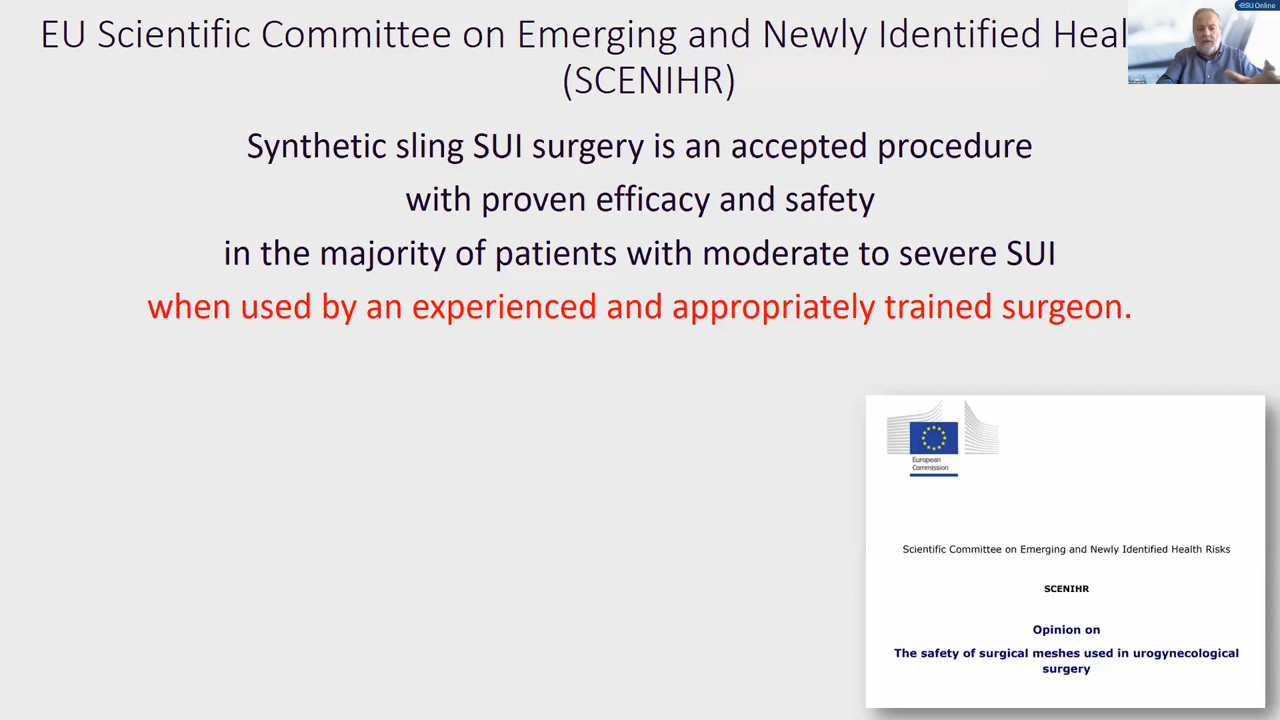 EU Scientific Committee on Emerging and Newly Identified Heal
(SCENIHR)
esu Online
Synthetic sling SUI surgery is an accepted procedure
with proven efficacy and safety
in the majority of patients with moderate to severe SUI
when used by an experienced and appropriately trained surgeon.
European
Commission
Scientific Committee on Emerging and Newly Identified Health Risks
SCENIHR
Opinion on
The safety of surgical meshes used in urogynecological
surgery